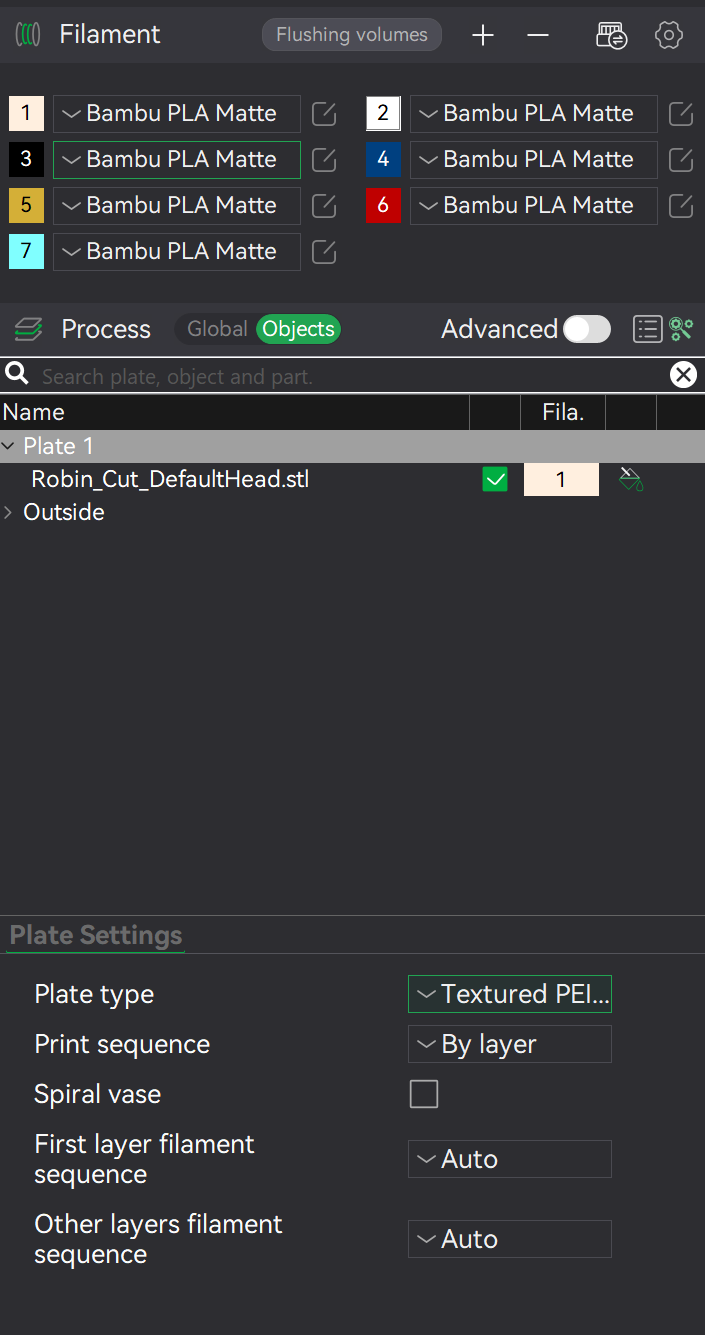 Filament Flushing volumes
1 Bambu PLA Matte 2 Bambu PLA Matte
3 Bambu PLA Matte 4 Bambu PLA Matte
5 Bambu PLA Matte 6 Bambu PLA Matte
7 Bambu PLA Matte
Process Global Objects Advanced
Search plate, object and part.
Name Fila.
Plate 1
Robin_Cut_DefaultHead.stl 1
Outside
Plate Settings
Plate type Textured PEI...
Print sequence By layer
Spiral vase
First layer filament
sequence Auto
Other layers filament
sequence Auto